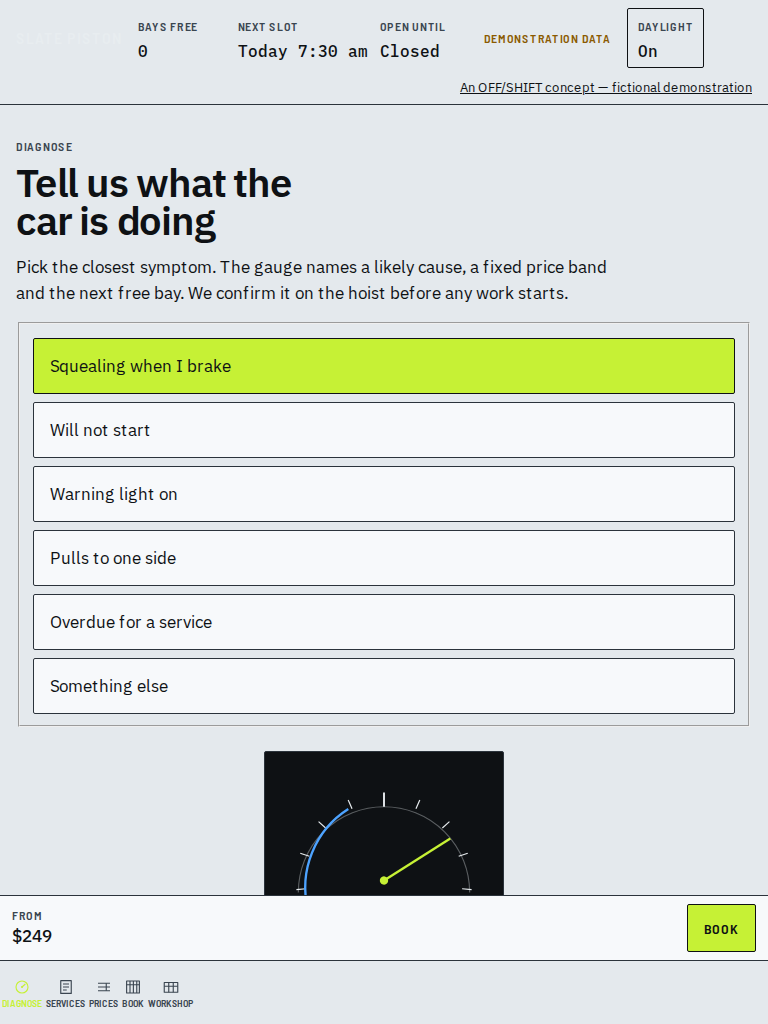 SLATE PISTON
BAYS FREE
0
NEXT SLOT
Today 7:30 am
OPEN UNTIL
Closed
DEMONSTRATION DATA
DAYLIGHT
On
An OFF/SHIFT concept — fictional demonstration
DIAGNOSE
Tell us what the
car is doing
Pick the closest symptom. The gauge names a likely cause, a fixed price band
and the next free bay. We confirm it on the hoist before any work starts.
Squealing when I brake
Will not start
Warning light on
Pulls to one side
Overdue for a service
Something else
FROM
$249
BOOK
DIAGNOSE
SERVICES
PRICES
BOOK
WORKSHOP